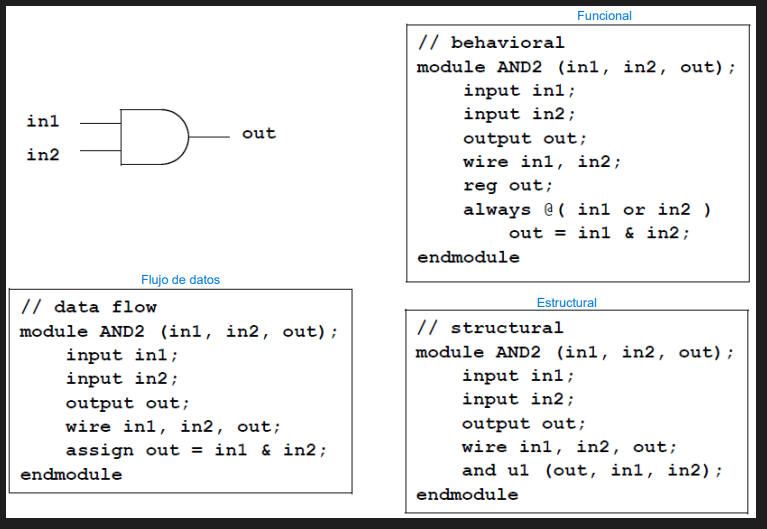 in1
in2
out
Funcional
// behavioral
module AND2 (in1, in2, out);
input in1;
input in2;
output out;
wire in1, in2;
reg out;
always @( in1 or in2 )
out = in1 & in2;
endmodule
Flujo de datos
// data flow
module AND2 (in1, in2, out);
input in1;
input in2;
output out;
wire in1, in2, out;
assign out = in1 & in2;
endmodule
Estructural
// structural
module AND2 (in1, in2, out);
input in1;
input in2;
output out;
wire in1, in2, out;
and u1 (out, in1, in2);
endmodule